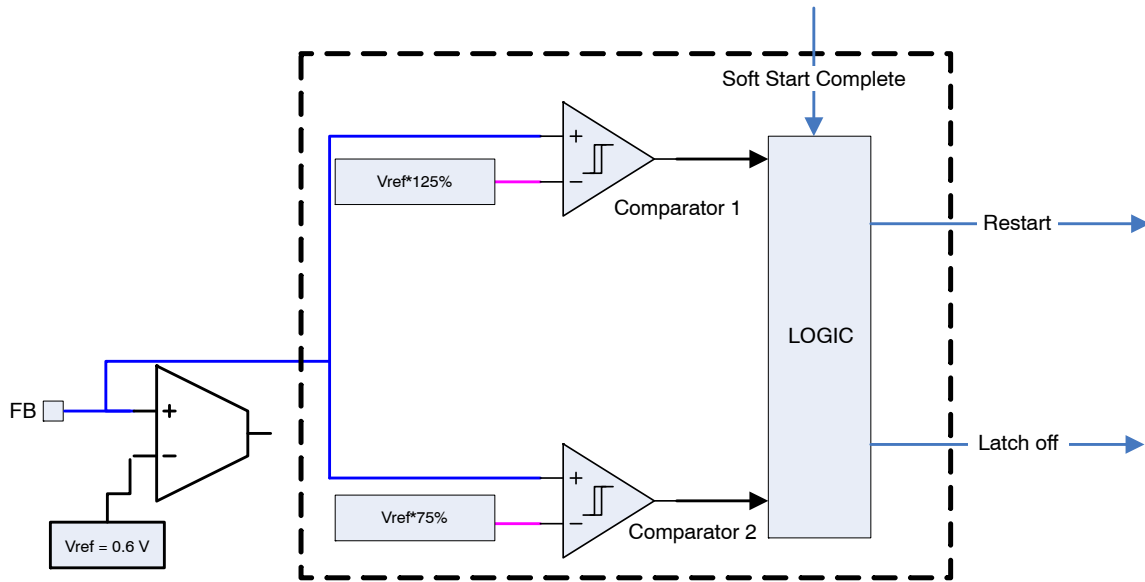 Soft Start Complete
+
Vref*125%
−
Comparator 1
Restart
LOGIC
FB
+
−
Latch off
+
Vref*75%
−
Comparator 2
Vref = 0.6 V